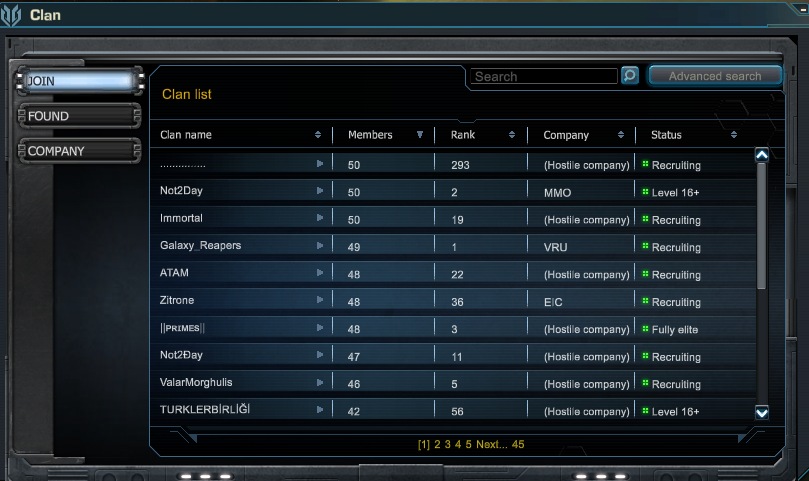 Clan
JOIN
FOUND
COMPANY
Search
Advanced search
Clan list
Clan name Members Rank Company Status
............... 50 293 (Hostile company) Recruiting
Not2Day 50 2 MMO Level 16+
Immortal 50 19 (Hostile company) Recruiting
Galaxy_Reapers 49 1 VRU Recruiting
ATAM 48 22 (Hostile company) Recruiting
Zitrone 48 36 EIC Recruiting
||ᴘʀɪᴍᴇs|| 48 3 (Hostile company) Fully elite
Not2Ðay 47 11 (Hostile company) Recruiting
ValarMorghulis 46 5 (Hostile company) Recruiting
TURKLERBİRLİĞİ 42 56 (Hostile company) Level 16+
[1] 2 3 4 5 Next... 45